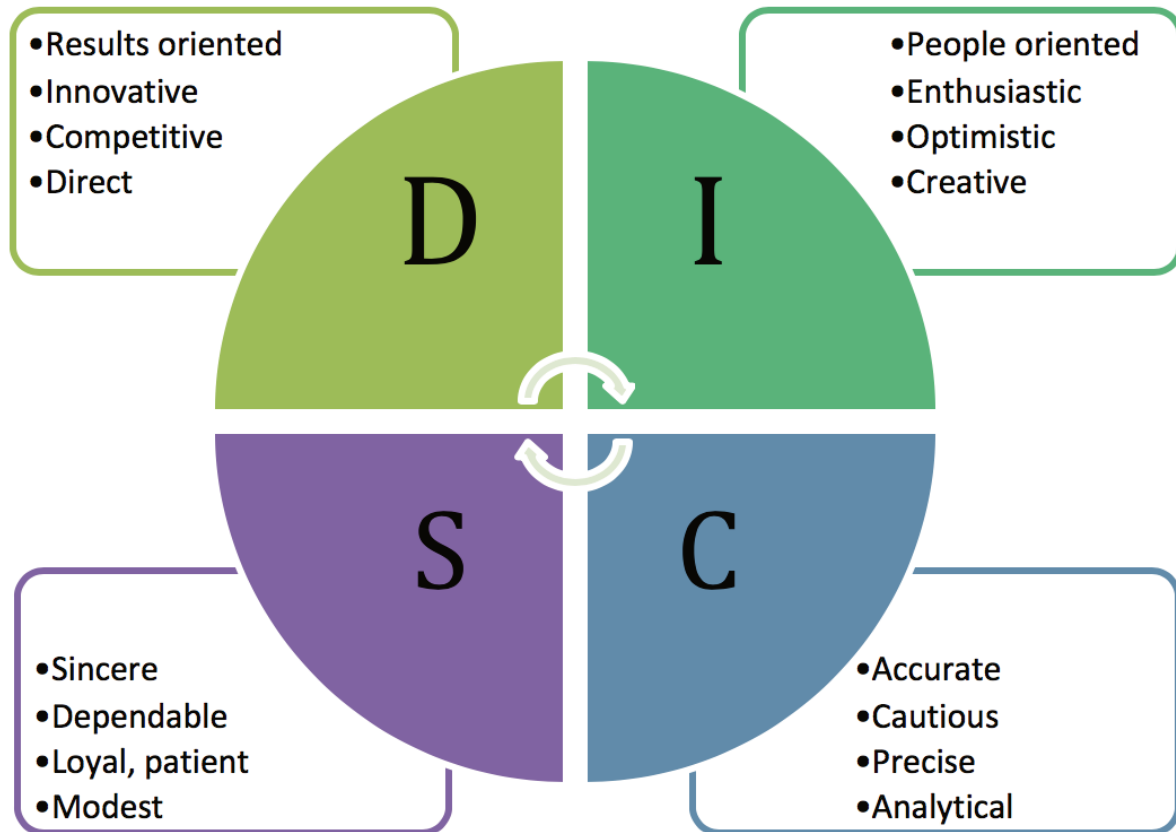 •Results oriented
•Innovative
•Competitive
•Direct
D
•People oriented
•Enthusiastic
•Optimistic
•Creative
I
S
•Sincere
•Dependable
•Loyal, patient
•Modest
C
•Accurate
•Cautious
•Precise
•Analytical